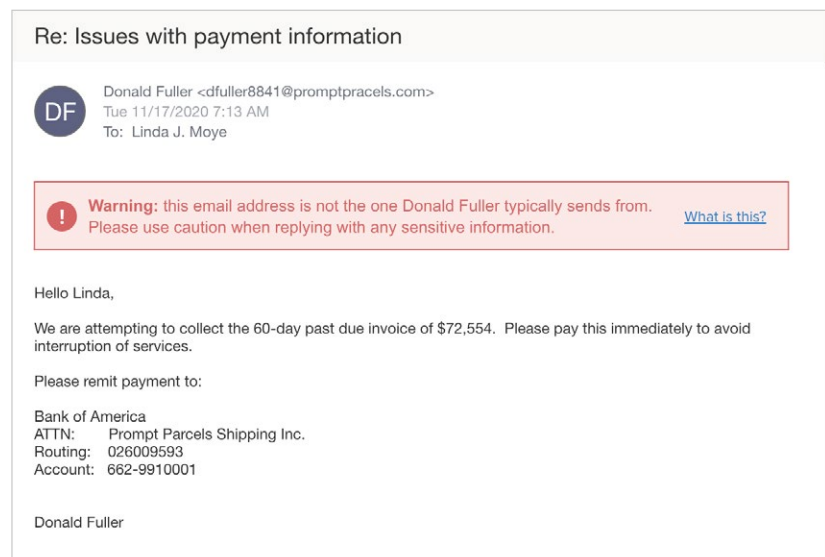 Re: Issues with payment information
DF
Donald Fuller <dfuller8841@promptpracels.com>
Tue 11/17/2020 7:13 AM
To: Linda J. Moye
!
Warning: this email address is not the one Donald Fuller typically sends from.
Please use caution when replying with any sensitive information.
What is this?
Hello Linda,
We are attempting to collect the 60-day past due invoice of $72,554. Please pay this immediately to avoid
interruption of services.
Please remit payment to:
Bank of America
ATTN: Prompt Parcels Shipping Inc.
Routing: 026009593
Account: 662-9910001
Donald Fuller